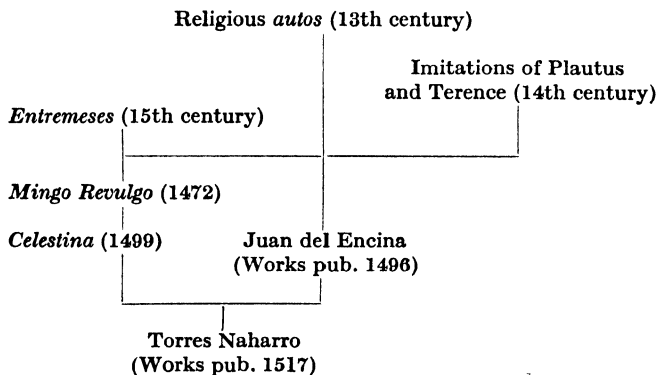 Religious autos (13th century)
Imitations of Plautus
and Terence (14th century)
Entremeses (15th century)
Mingo Revulgo (1472)
Celestina (1499)
Juan del Encina
(Works pub. 1496)
Torres Naharro
(Works pub. 1517)